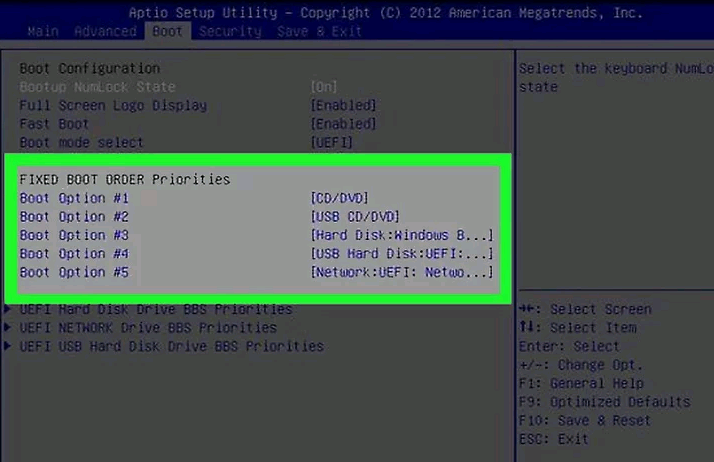 Aptio Setup Utility – Copyright (C) 2012 American Megatrends, Inc.
Main Advanced Boot Security Save & Exit
Boot Configuration
Bootup NumLock State [On]
Full Screen Logo Display [Enabled]
Fast Boot [Enabled]
Boot mode select [UEFI]
FIXED BOOT ORDER Priorities
Boot Option #1 [CD/DVD]
Boot Option #2 [USB CD/DVD]
Boot Option #3 [Hard Disk:Windows B...]
Boot Option #4 [USB Hard Disk:UEFI:...]
Boot Option #5 [Network:UEFI: Netwo...]
UEFI Hard Disk Drive BBS Priorities
UEFI NETWORK Drive BBS Priorities
UEFI USB Hard Disk Drive BBS Priorities
Select the keyboard NumLo
state
→←: Select Screen
↑↓: Select Item
Enter: Select
+/-: Change Opt.
F1: General Help
F9: Optimized Defaults
F10: Save & Reset
ESC: Exit